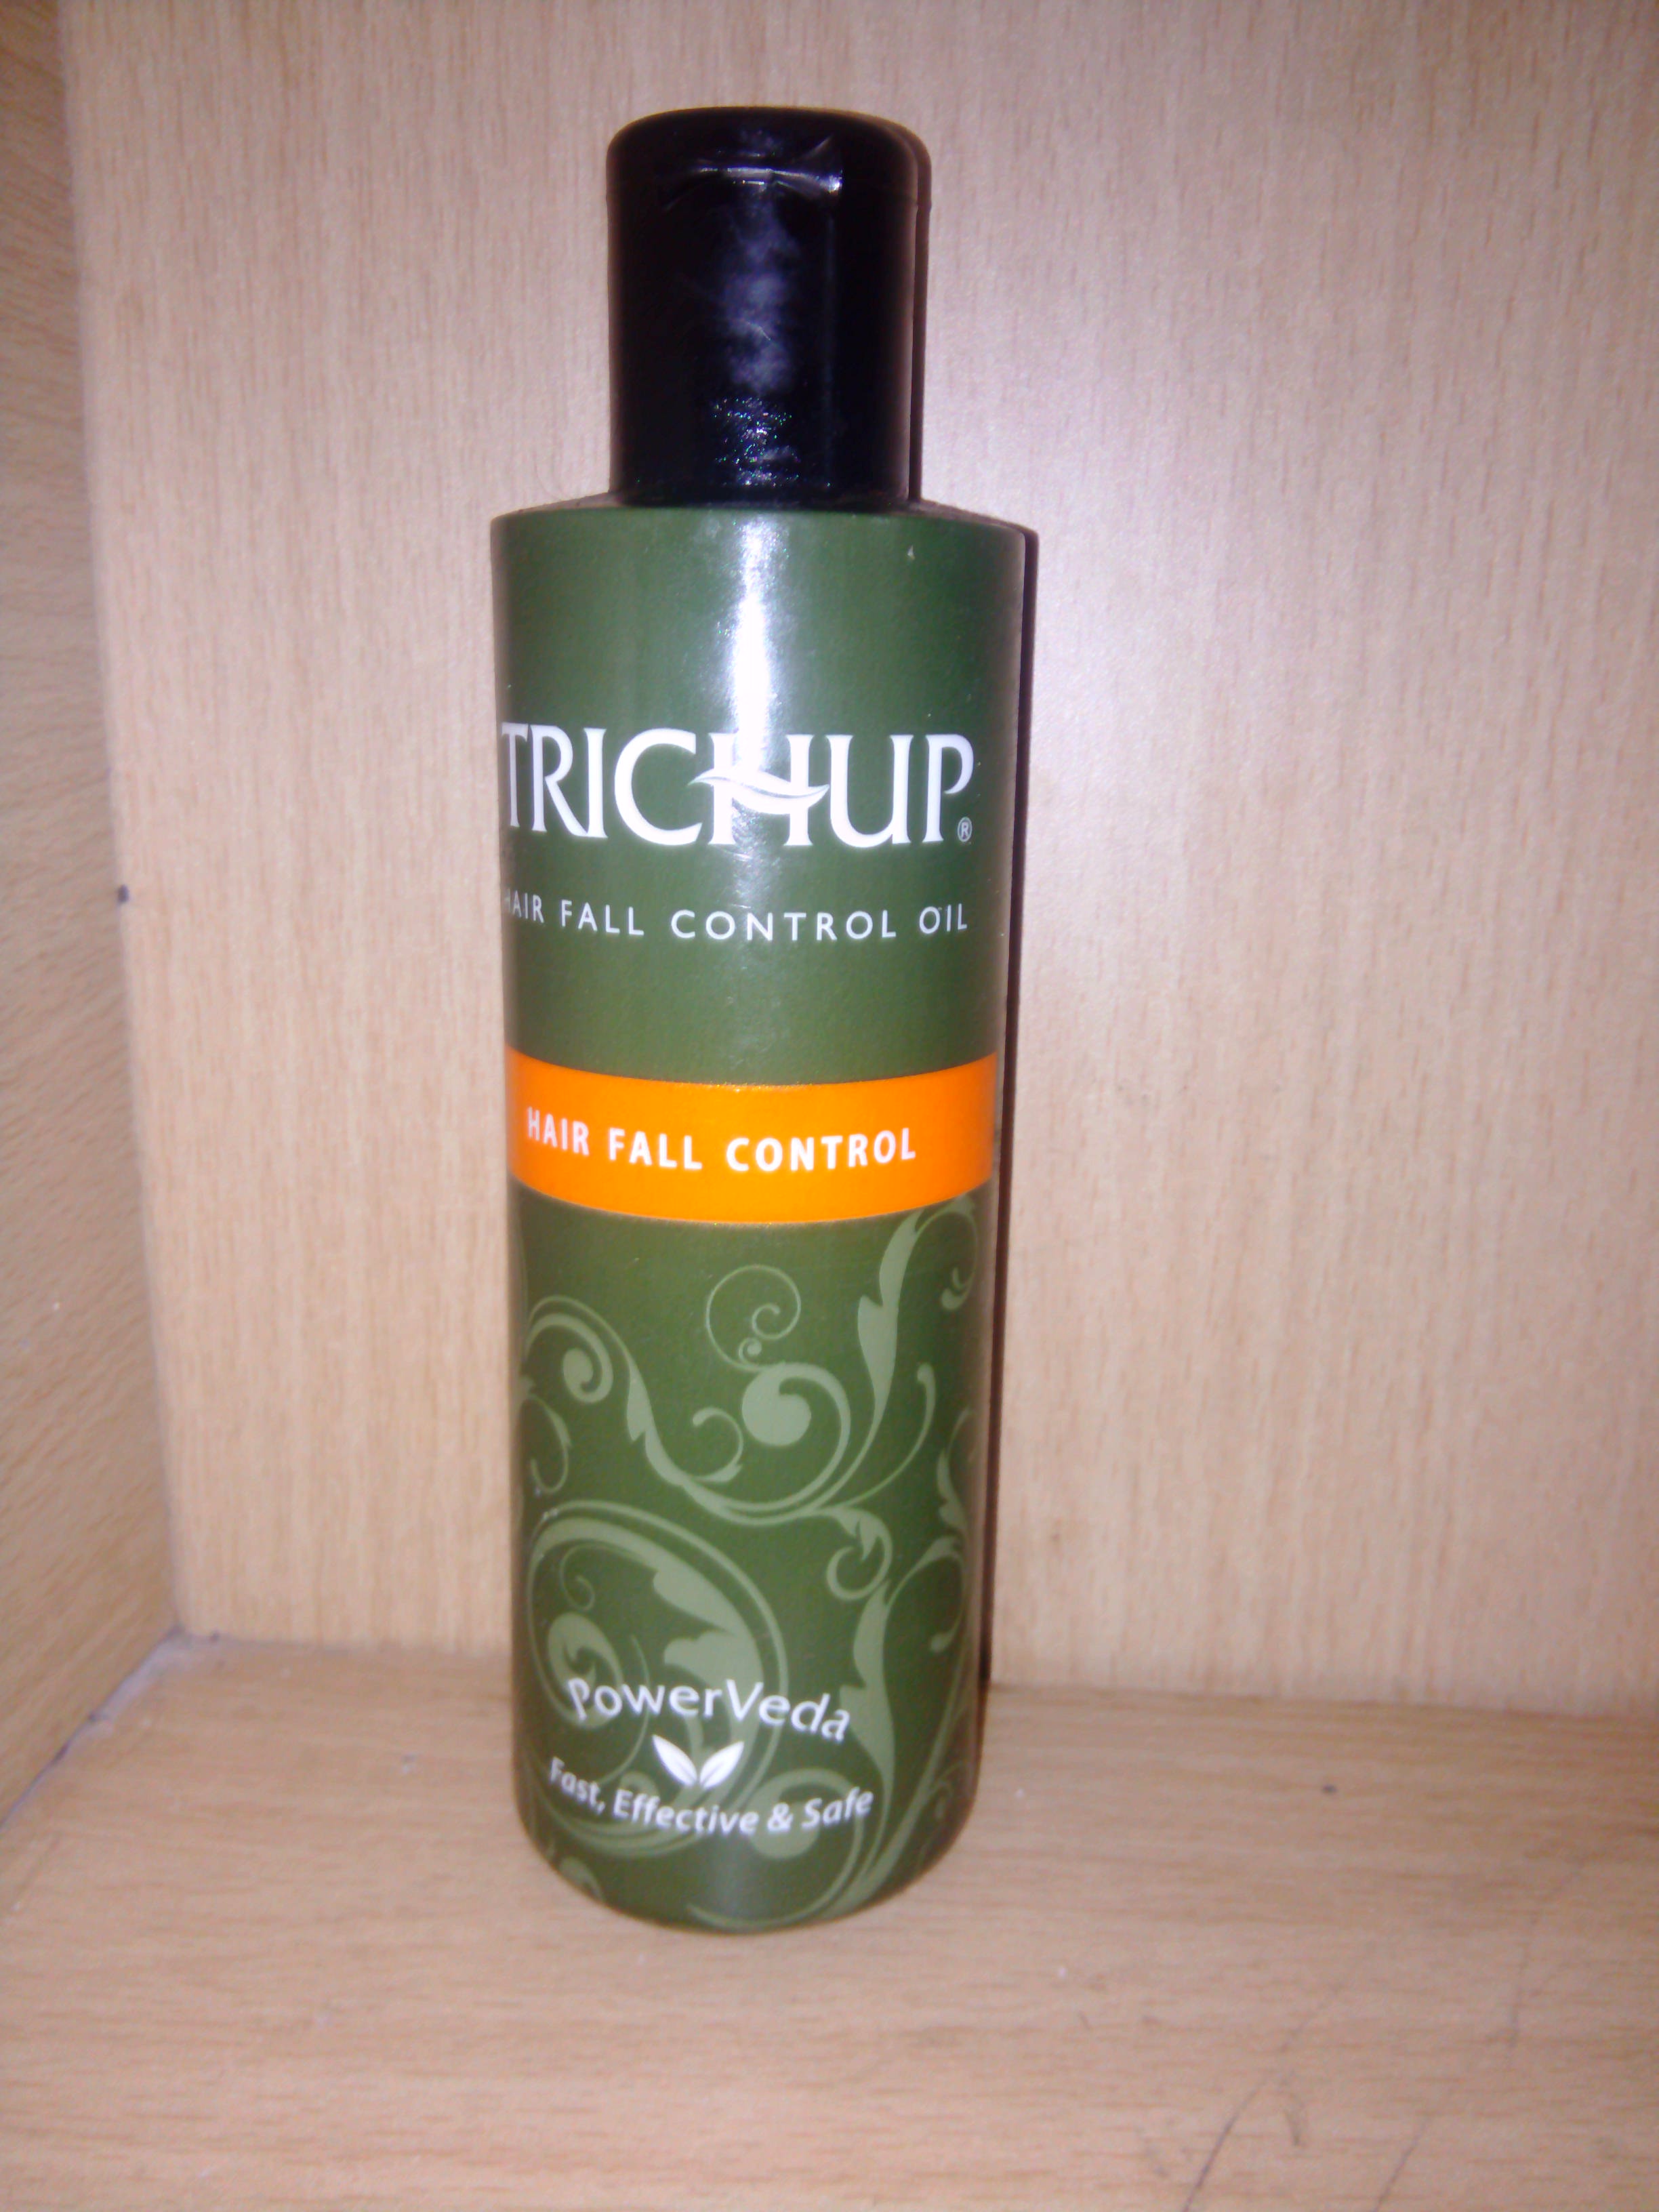 TRICHUP®
HAIR FALL CONTROL OIL
HAIR FALL CONTROL
PowerVeda
Fast, Effective & Safe